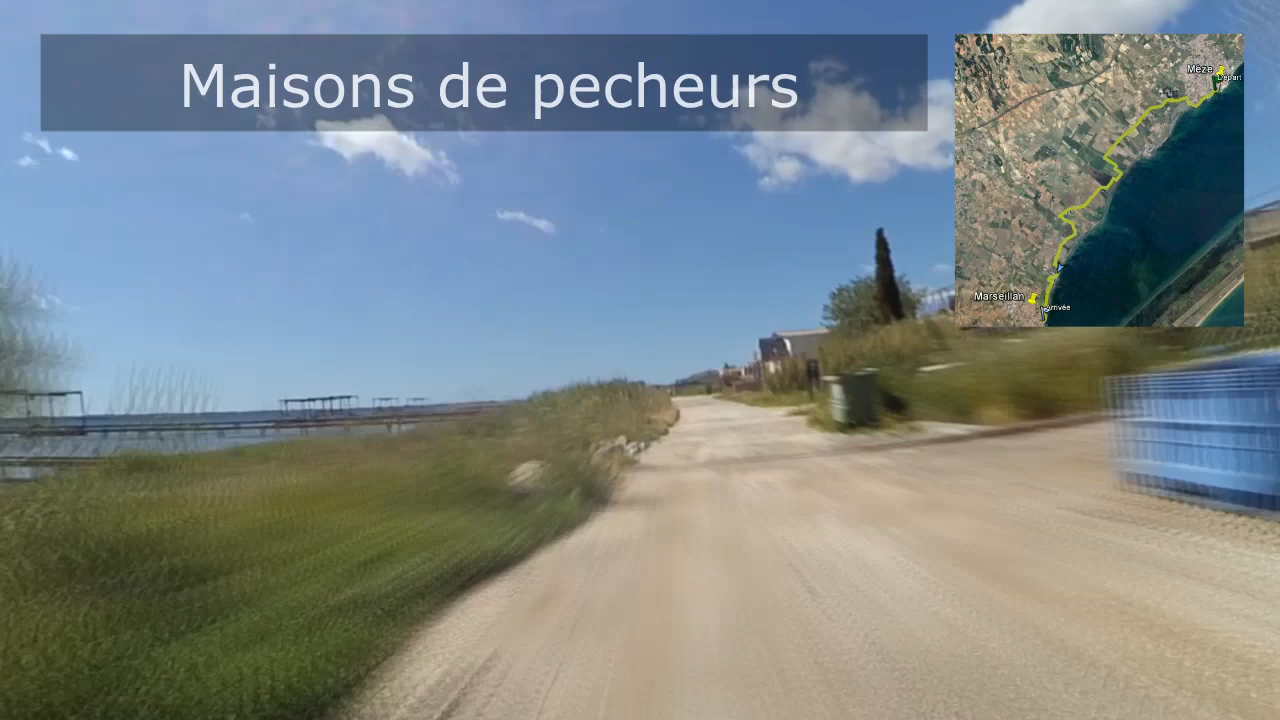 Maisons de pecheurs
Mèze
Départ
Marseillan
Arrivée